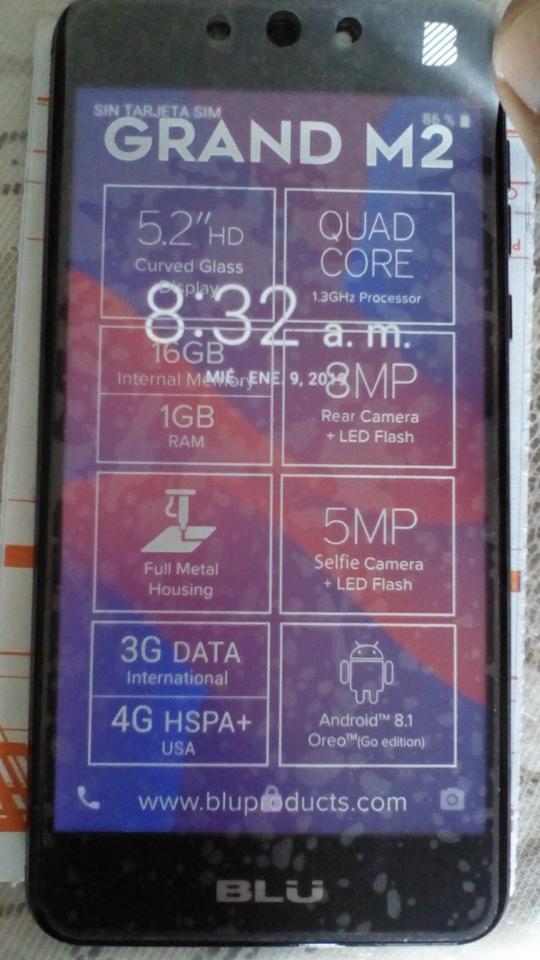 SIN TARJETA SIM
86 %
GRAND M2
5.2” HD
Curved Glass
Display
QUAD
CORE
1.3GHz Processor
8:32 a. m.
MIÉ., ENE. 9, 2019
16GB
Internal Memory
1GB
RAM
8MP
Rear Camera
+ LED Flash
Full Metal
Housing
5MP
Selfie Camera
+ LED Flash
3G DATA
International
4G HSPA+
USA
Android™ 8.1
Oreo™(Go edition)
www.bluproducts.com
BLU